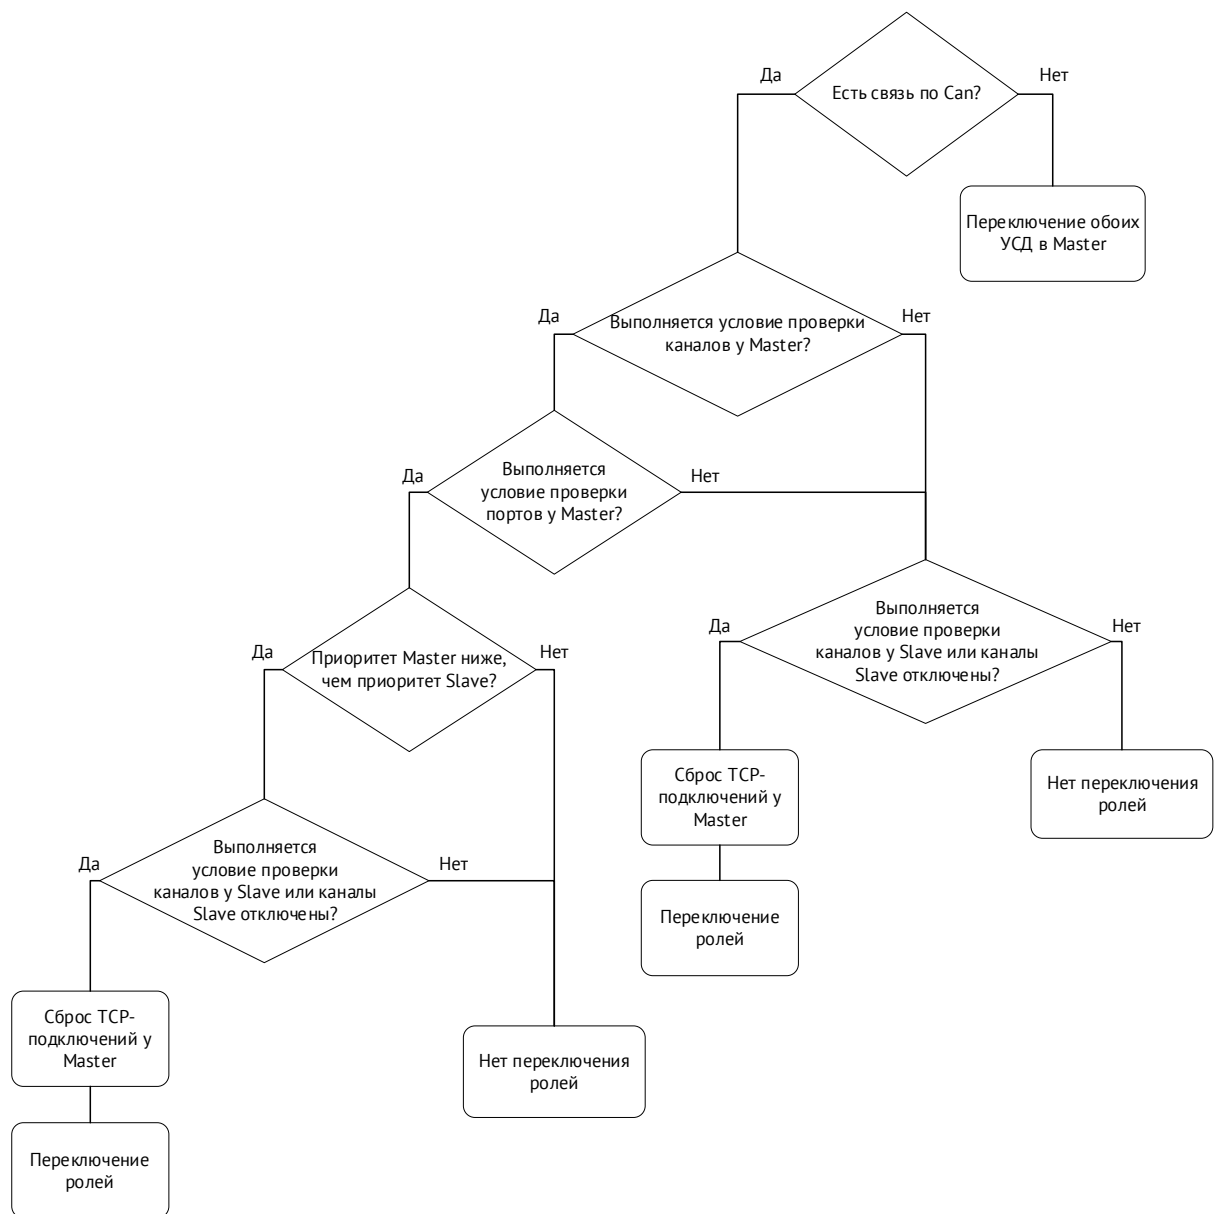 Да
Нет
Есть связь по Can?
Переключение обоих
УСД в Master
Да
Нет
Выполняется условие проверки
каналов у Master?
Да
Нет
Выполняется
условие проверки
портов у Master?
Да
Нет
Выполняется
условие проверки
каналов у Slave или каналы
Slave отключены?
Да
Нет
Приоритет Master ниже,
чем приоритет Slave?
Сброс TCP-
подключений у
Master
Нет переключения
ролей
Да
Нет
Выполняется
условие проверки
каналов у Slave или каналы
Slave отключены?
Переключение
ролей
Сброс TCP-
подключений у
Master
Нет переключения
ролей
Переключение
ролей